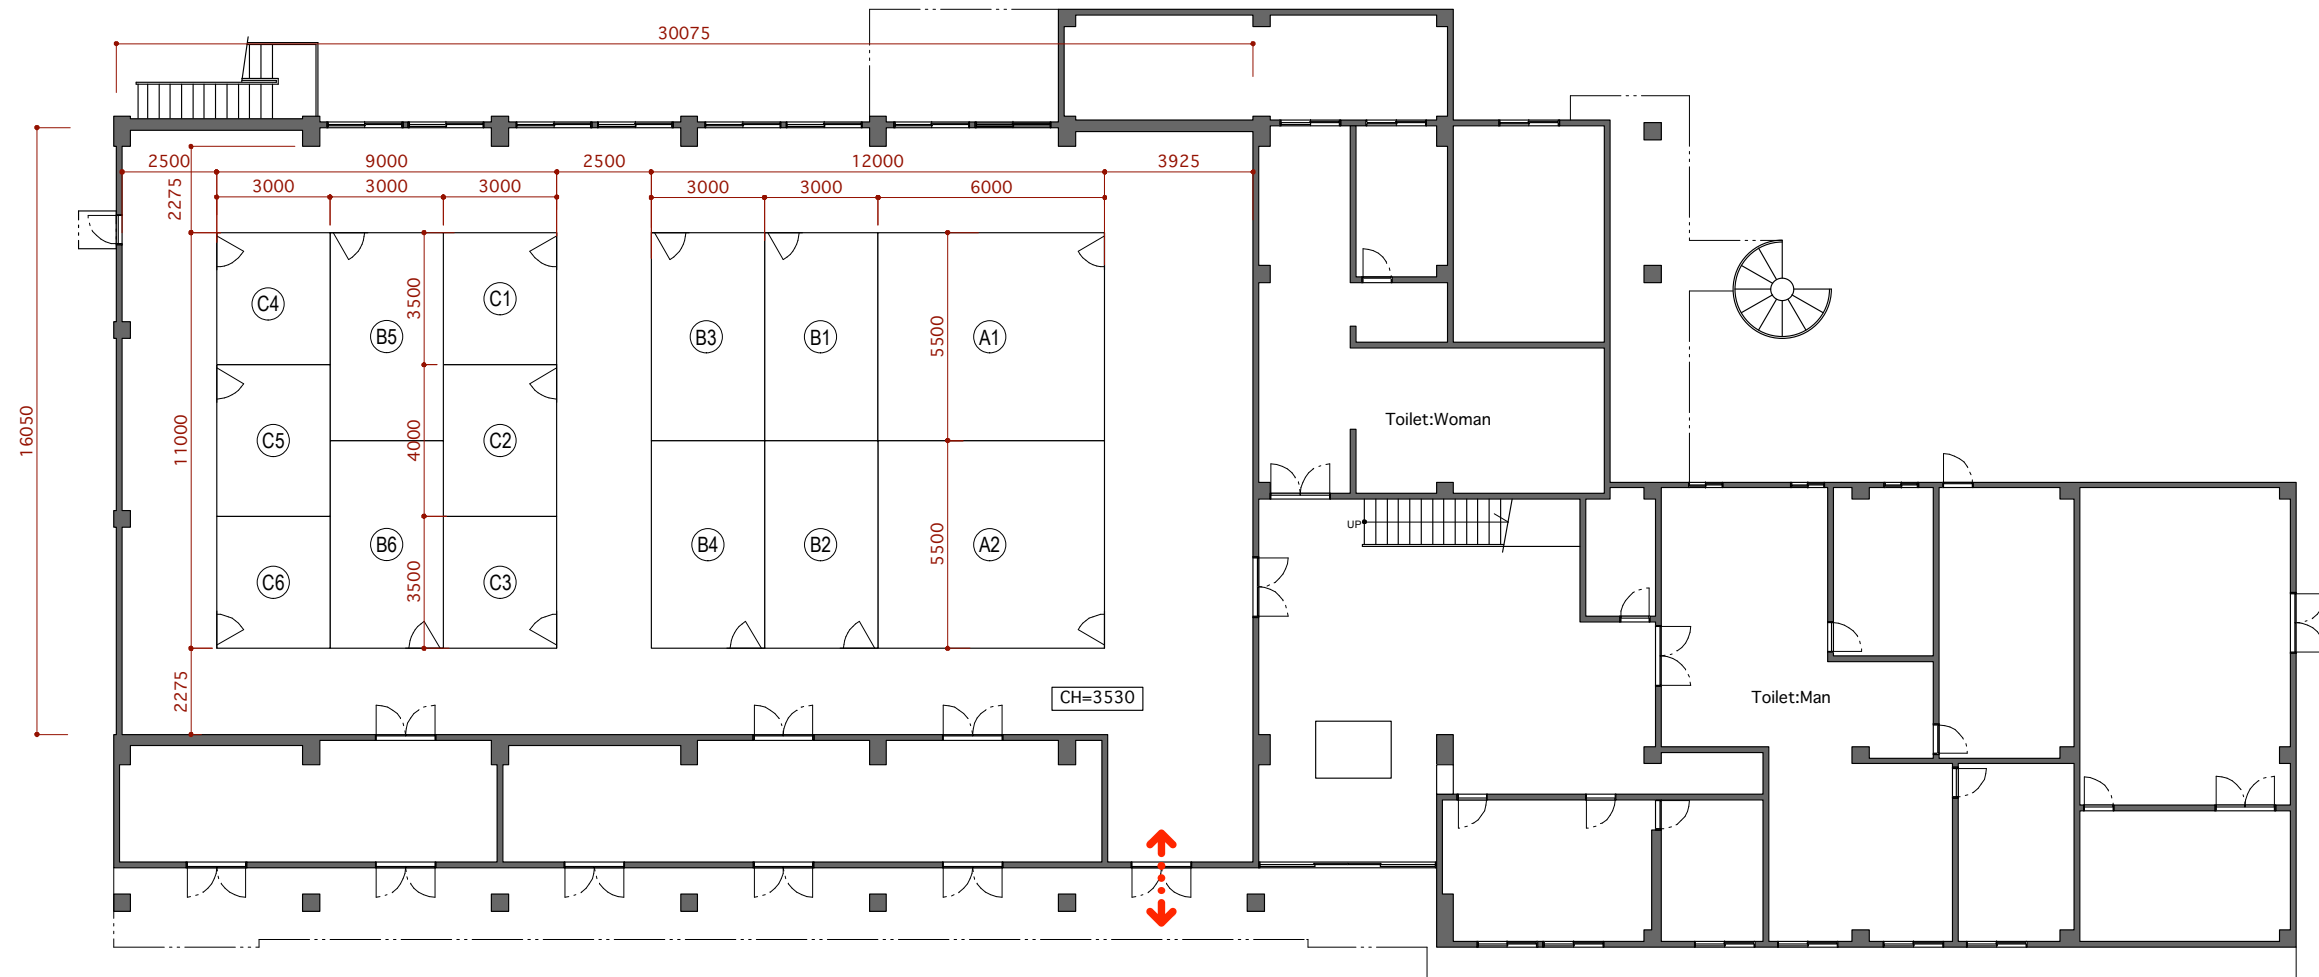 30075
2500 9000 2500 12000 3925
3000 3000 3000 3000 3000 6000
2275
16050
11000
2275
3500
4000
3500
5500
5500
C4 B5 C1 B3 B1 A1
C5 C2
C6 B6 C3 B4 B2 A2
Toilet:Woman
UP
CH=3530
Toilet:Man